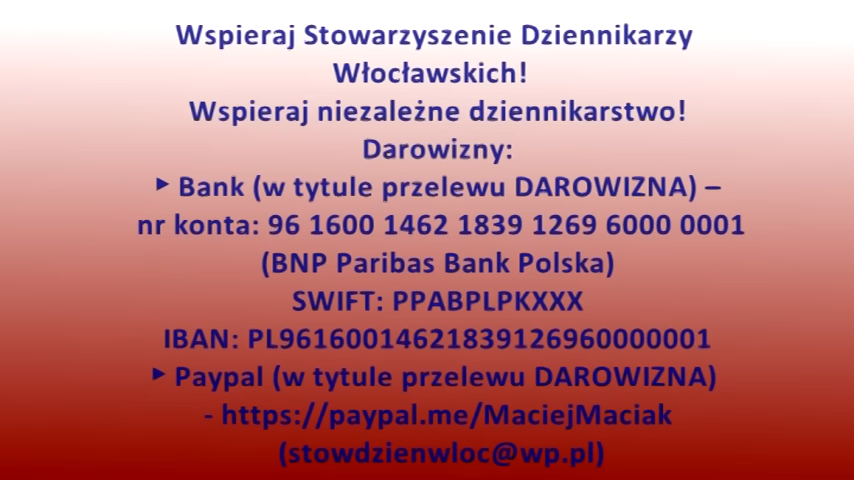 Wspieraj Stowarzyszenie Dziennikarzy
Włocławskich!
Wspieraj niezależne dziennikarstwo!
Darowizny:
‣ Bank (w tytule przelewu DAROWIZNA) –
nr konta: 96 1600 1462 1839 1269 6000 0001
(BNP Paribas Bank Polska)
SWIFT: PPABPLPKXXX
IBAN: PL96160014621839126960000001
‣ Paypal (w tytule przelewu DAROWIZNA)
- https://paypal.me/MaciejMaciak
(stowdzienwloc@wp.pl)